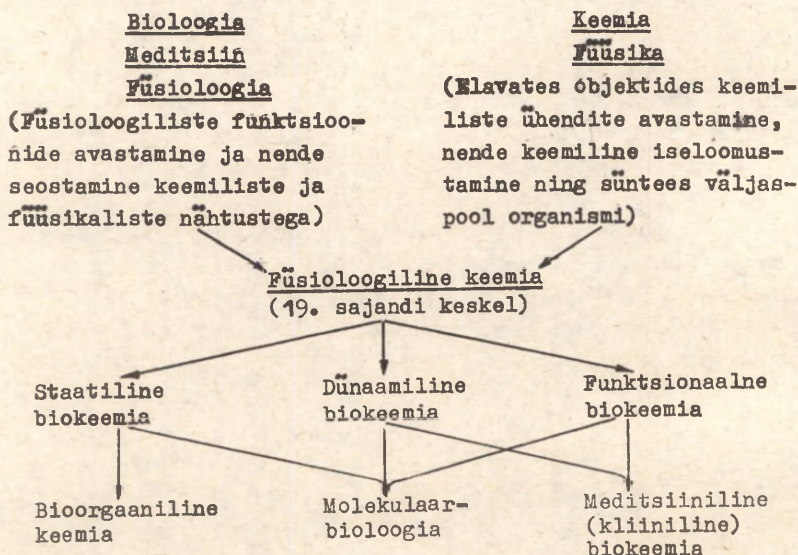 Bioloogia
Meditsiin
Füsioloogia
(Füsioloogiliste funktsioo-
nide avastamine ja nende
seostamine keemiliste ja
füüsikaliste nähtustega)
Keemia
Füüsika
(Elavates objektides keemi-
liste ühendite avastamine,
nende keemiline iseloomus-
tamine ning süntees väljas-
pool organismi)
Füsioloogiline keemia
(19. sajandi keskel)
Staatiline
biokeemia
Dünaamiline
biokeemia
Funktsionaalne
biokeemia
Bioorgaaniline
keemia
Molekulaar-
bioloogia
Meditsiiniline
(kliiniline)
biokeemia